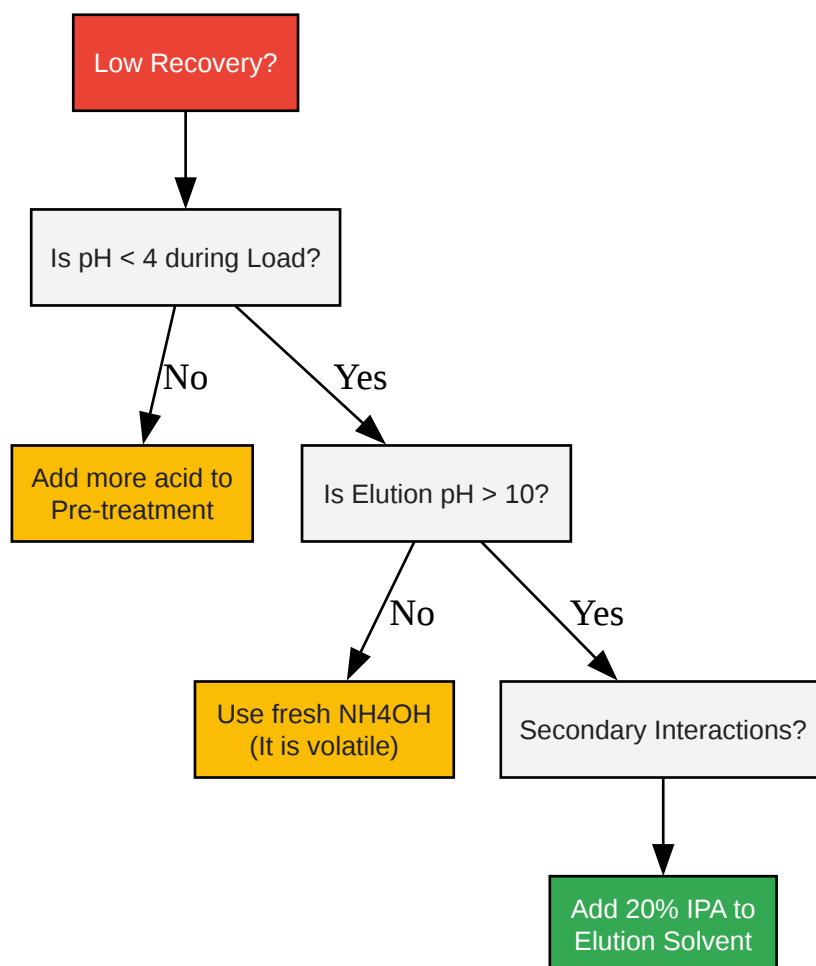 Low Recovery?
Is pH < 4 during Load?
No
Yes
Add more acid to
Pre-treatment
Is Elution pH > 10?
No
Yes
Use fresh NH4OH
(It is volatile)
Secondary Interactions?
Add 20% IPA to
Elution Solvent